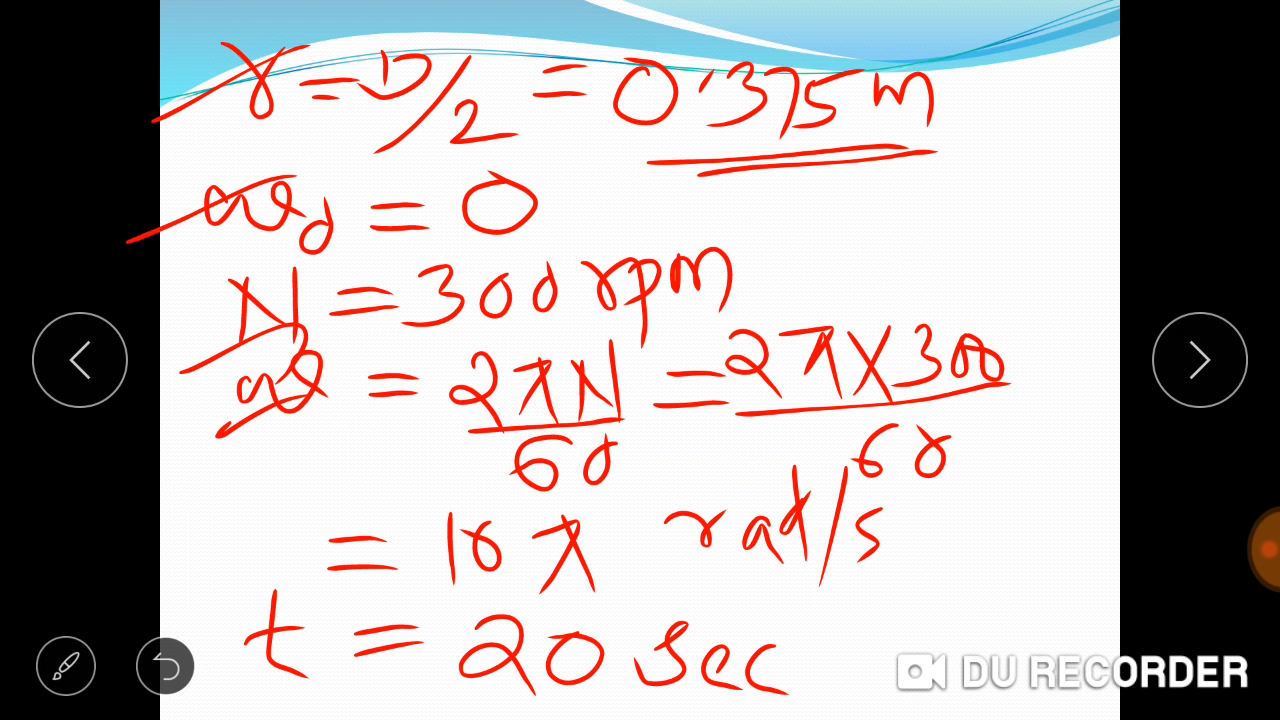 r = D/2 = 0.375 m
ω₀ = 0
N = 300 rpm
ω = 2πN/60 = 2π×300/60
= 10π rad/s
t = 20 sec
DU RECORDER